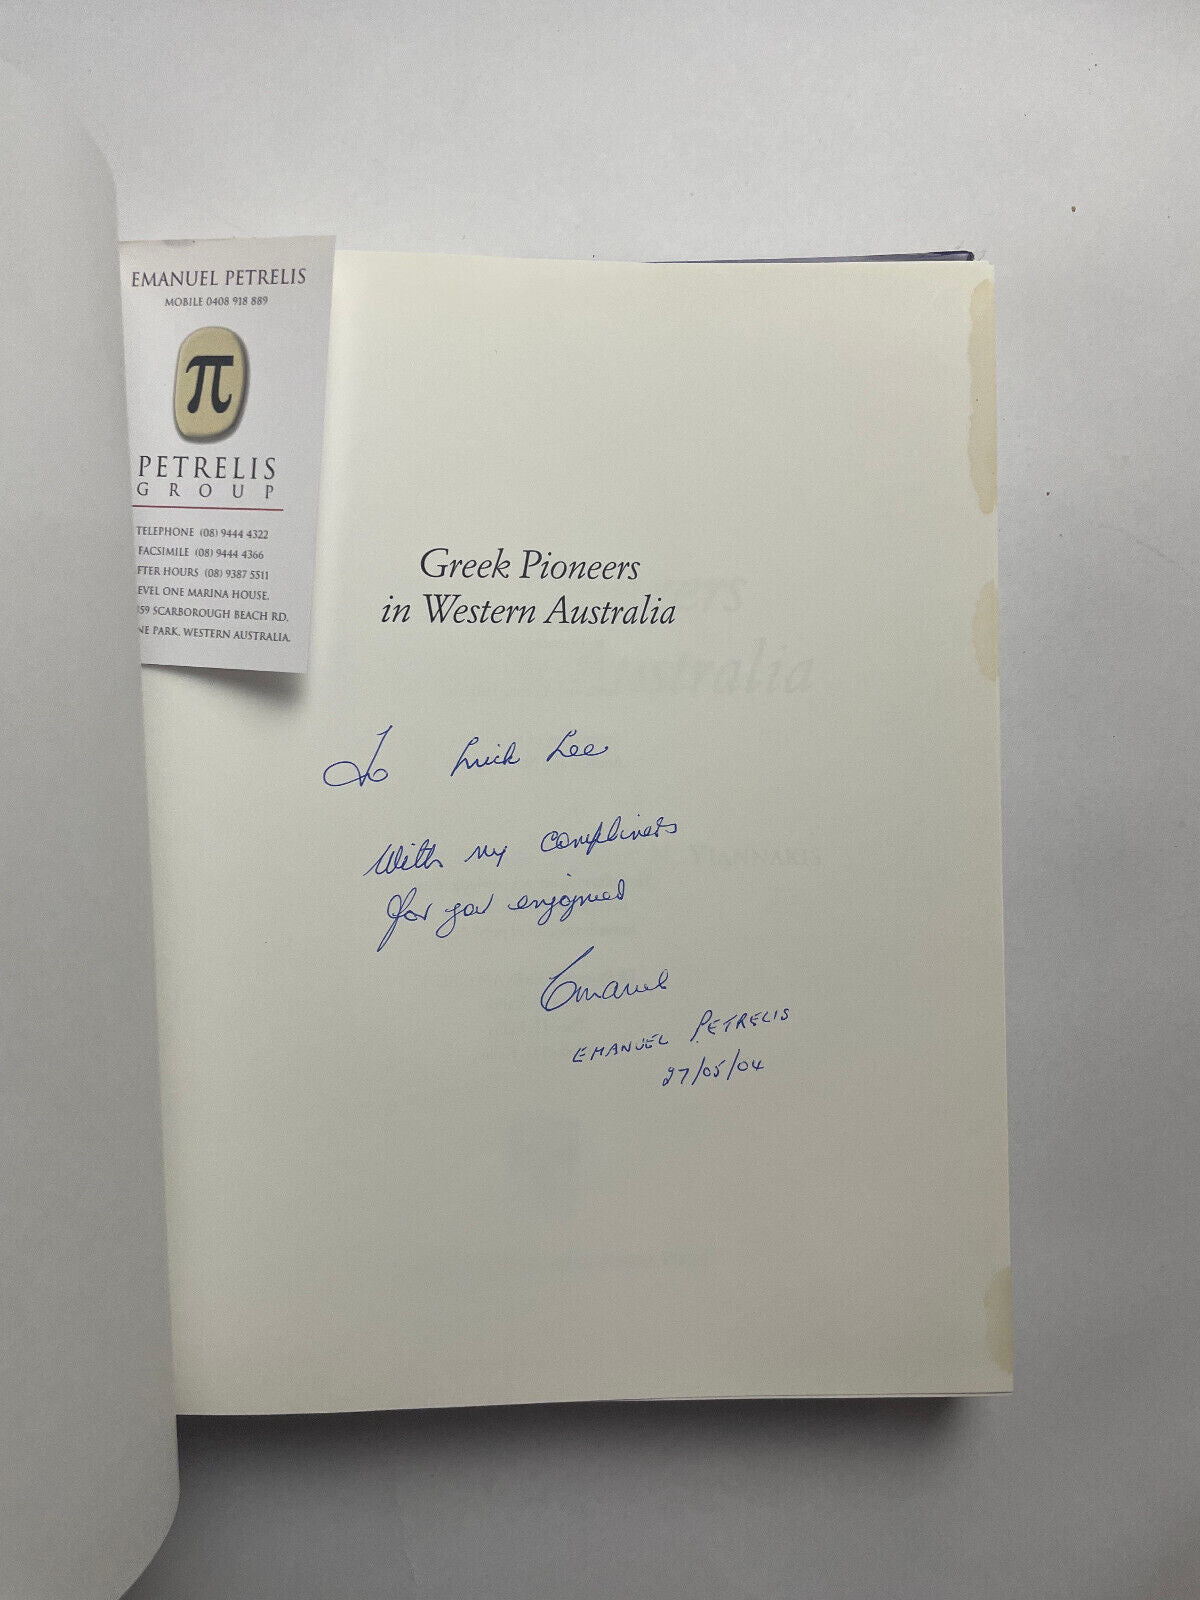 EMANUEL PETRELIS
MOBILE 0408 918 889
π
PETRELIS
GROUP
TELEPHONE (08) 9444 4322
FACSIMILE (08) 9444 4366
FTER HOURS (08) 9387 5511
EVEL ONE MARINA HOUSE,
59 SCARBOROUGH BEACH RD,
NE PARK, WESTERN AUSTRALIA.
Greek Pioneers
in Western Australia
To Lee
With my compliments
for you
Emanuel
EMANUEL PETRELIS
27/05/04